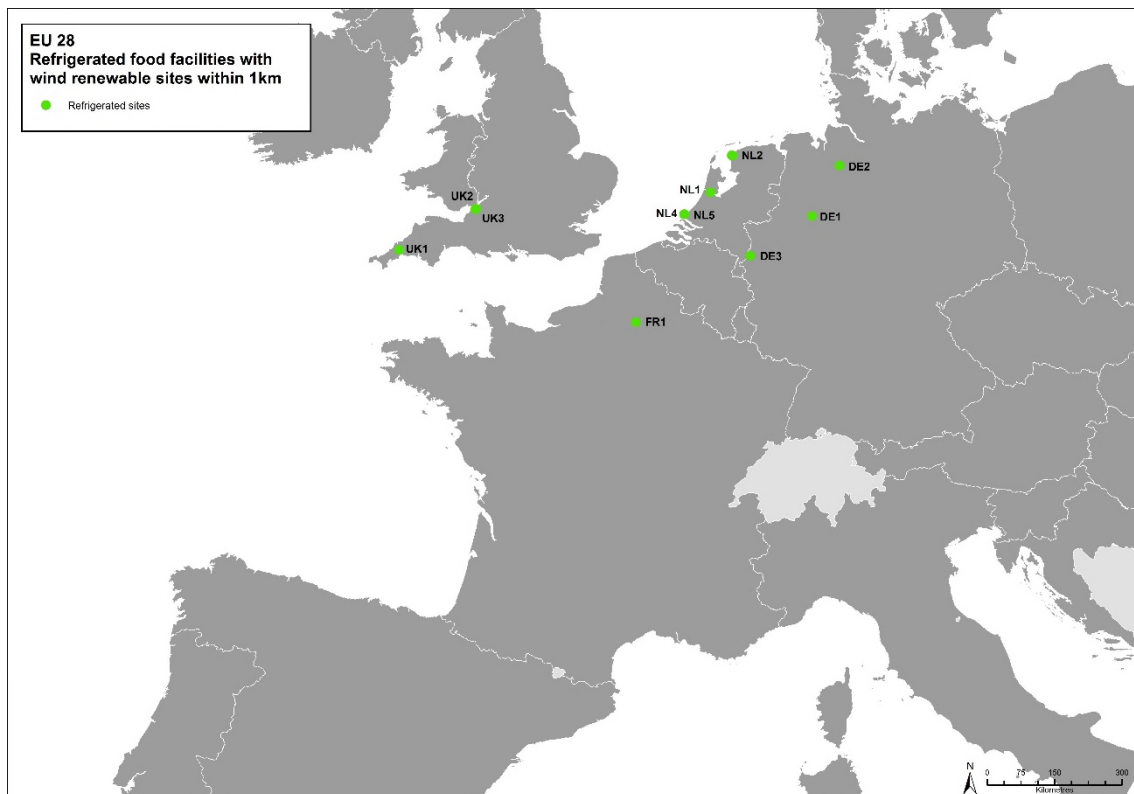 EU 28
Refrigerated food facilities with
wind renewable sites within 1km
Refrigerated sites
NL2
DE2
NL1
UK2
NL4 NL5
DE1
UK3
UK1
DE3
FR1
N
0 75 150 300
Kilometres